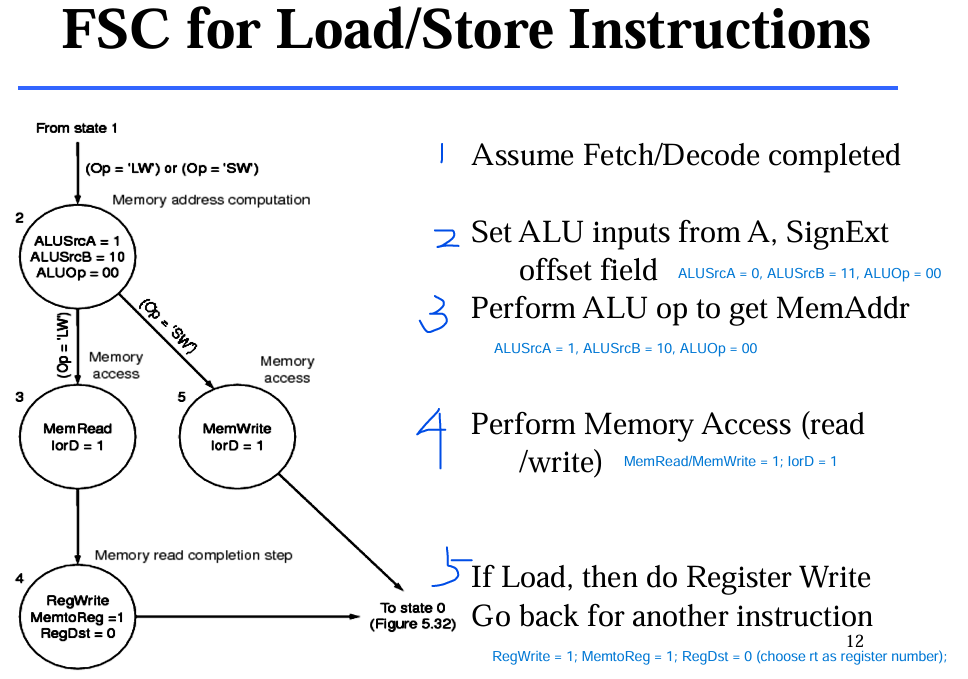 FSC for Load/Store Instructions
From state 1
(Op = 'LW') or (Op = 'SW')
Memory address computation
2
ALUSrcA = 1
ALUSrcB = 10
ALUOp = 00
(Op = 'LW')
(Op = 'SW')
Memory
access
Memory
access
3
MemRead
IorD = 1
5
MemWrite
IorD = 1
Memory read completion step
4
RegWrite
MemtoReg =1
RegDst = 0
To state 0
(Figure 5.32)
1 Assume Fetch/Decode completed
2 Set ALU inputs from A, SignExt
offset field ALUSrcA = 0, ALUSrcB = 11, ALUOp = 00
3 Perform ALU op to get MemAddr
ALUSrcA = 1, ALUSrcB = 10, ALUOp = 00
4 Perform Memory Access (read
/write) MemRead/MemWrite = 1; IorD = 1
5 If Load, then do Register Write
Go back for another instruction
12
RegWrite = 1; MemtoReg = 1; RegDst = 0 (choose rt as register number);